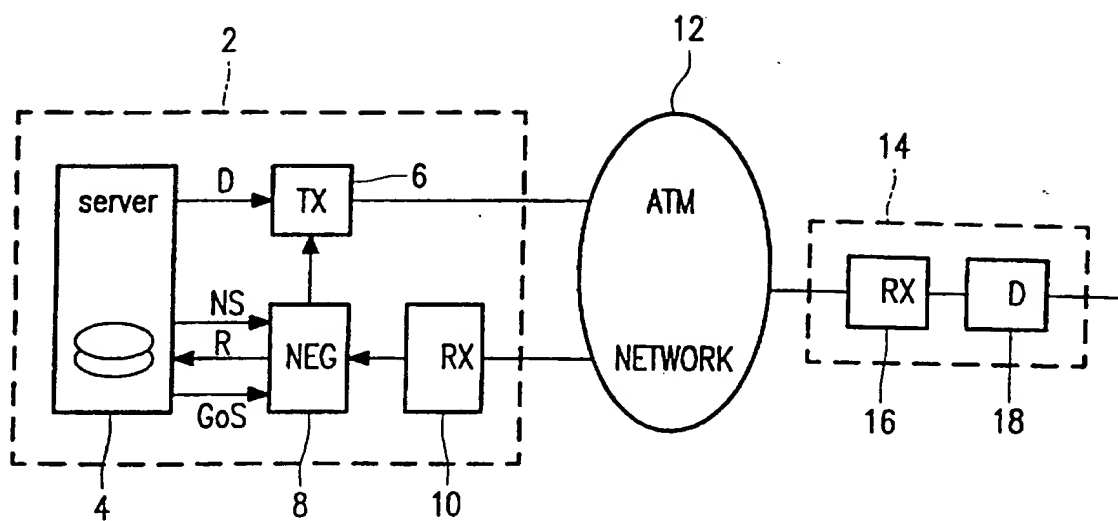 2
12
14
server
D
TX
6
ATM
NS
R
GoS
NEG
RX
NETWORK
RX
D
4
8
10
16
18